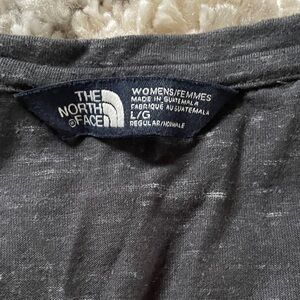 THE
NORTH
FACE
®
WOMENS/FEMMES
MADE IN GUATEMALA
FABRIQUÉ AU GUATEMALA
L/G
REGULAR/NORMALE